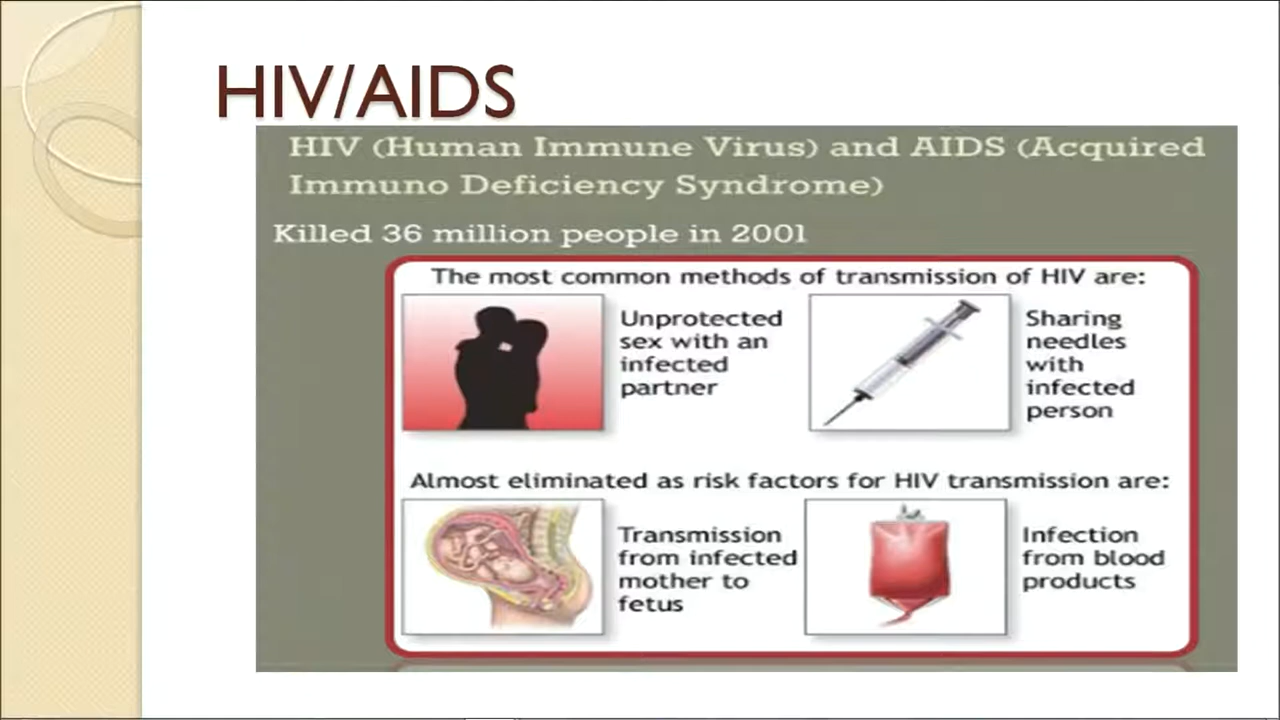 HIV/AIDS
HIV (Human Immune Virus) and AIDS (Acquired
Immuno Deficiency Syndrome)
Killed 36 million people in 2001
The most common methods of transmission of HIV are:
Unprotected
sex with an
infected
partner
Sharing
needles
with
infected
person
Almost eliminated as risk factors for HIV transmission are:
Transmission
from infected
mother to
fetus
Infection
from blood
products